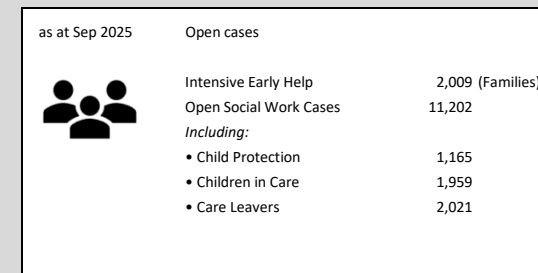 as at Sep 2025 Open cases
Intensive Early Help 2,009 (Families)
Open Social Work Cases 11,202
Including:
• Child Protection 1,165
• Children in Care 1,959
• Care Leavers 2,021